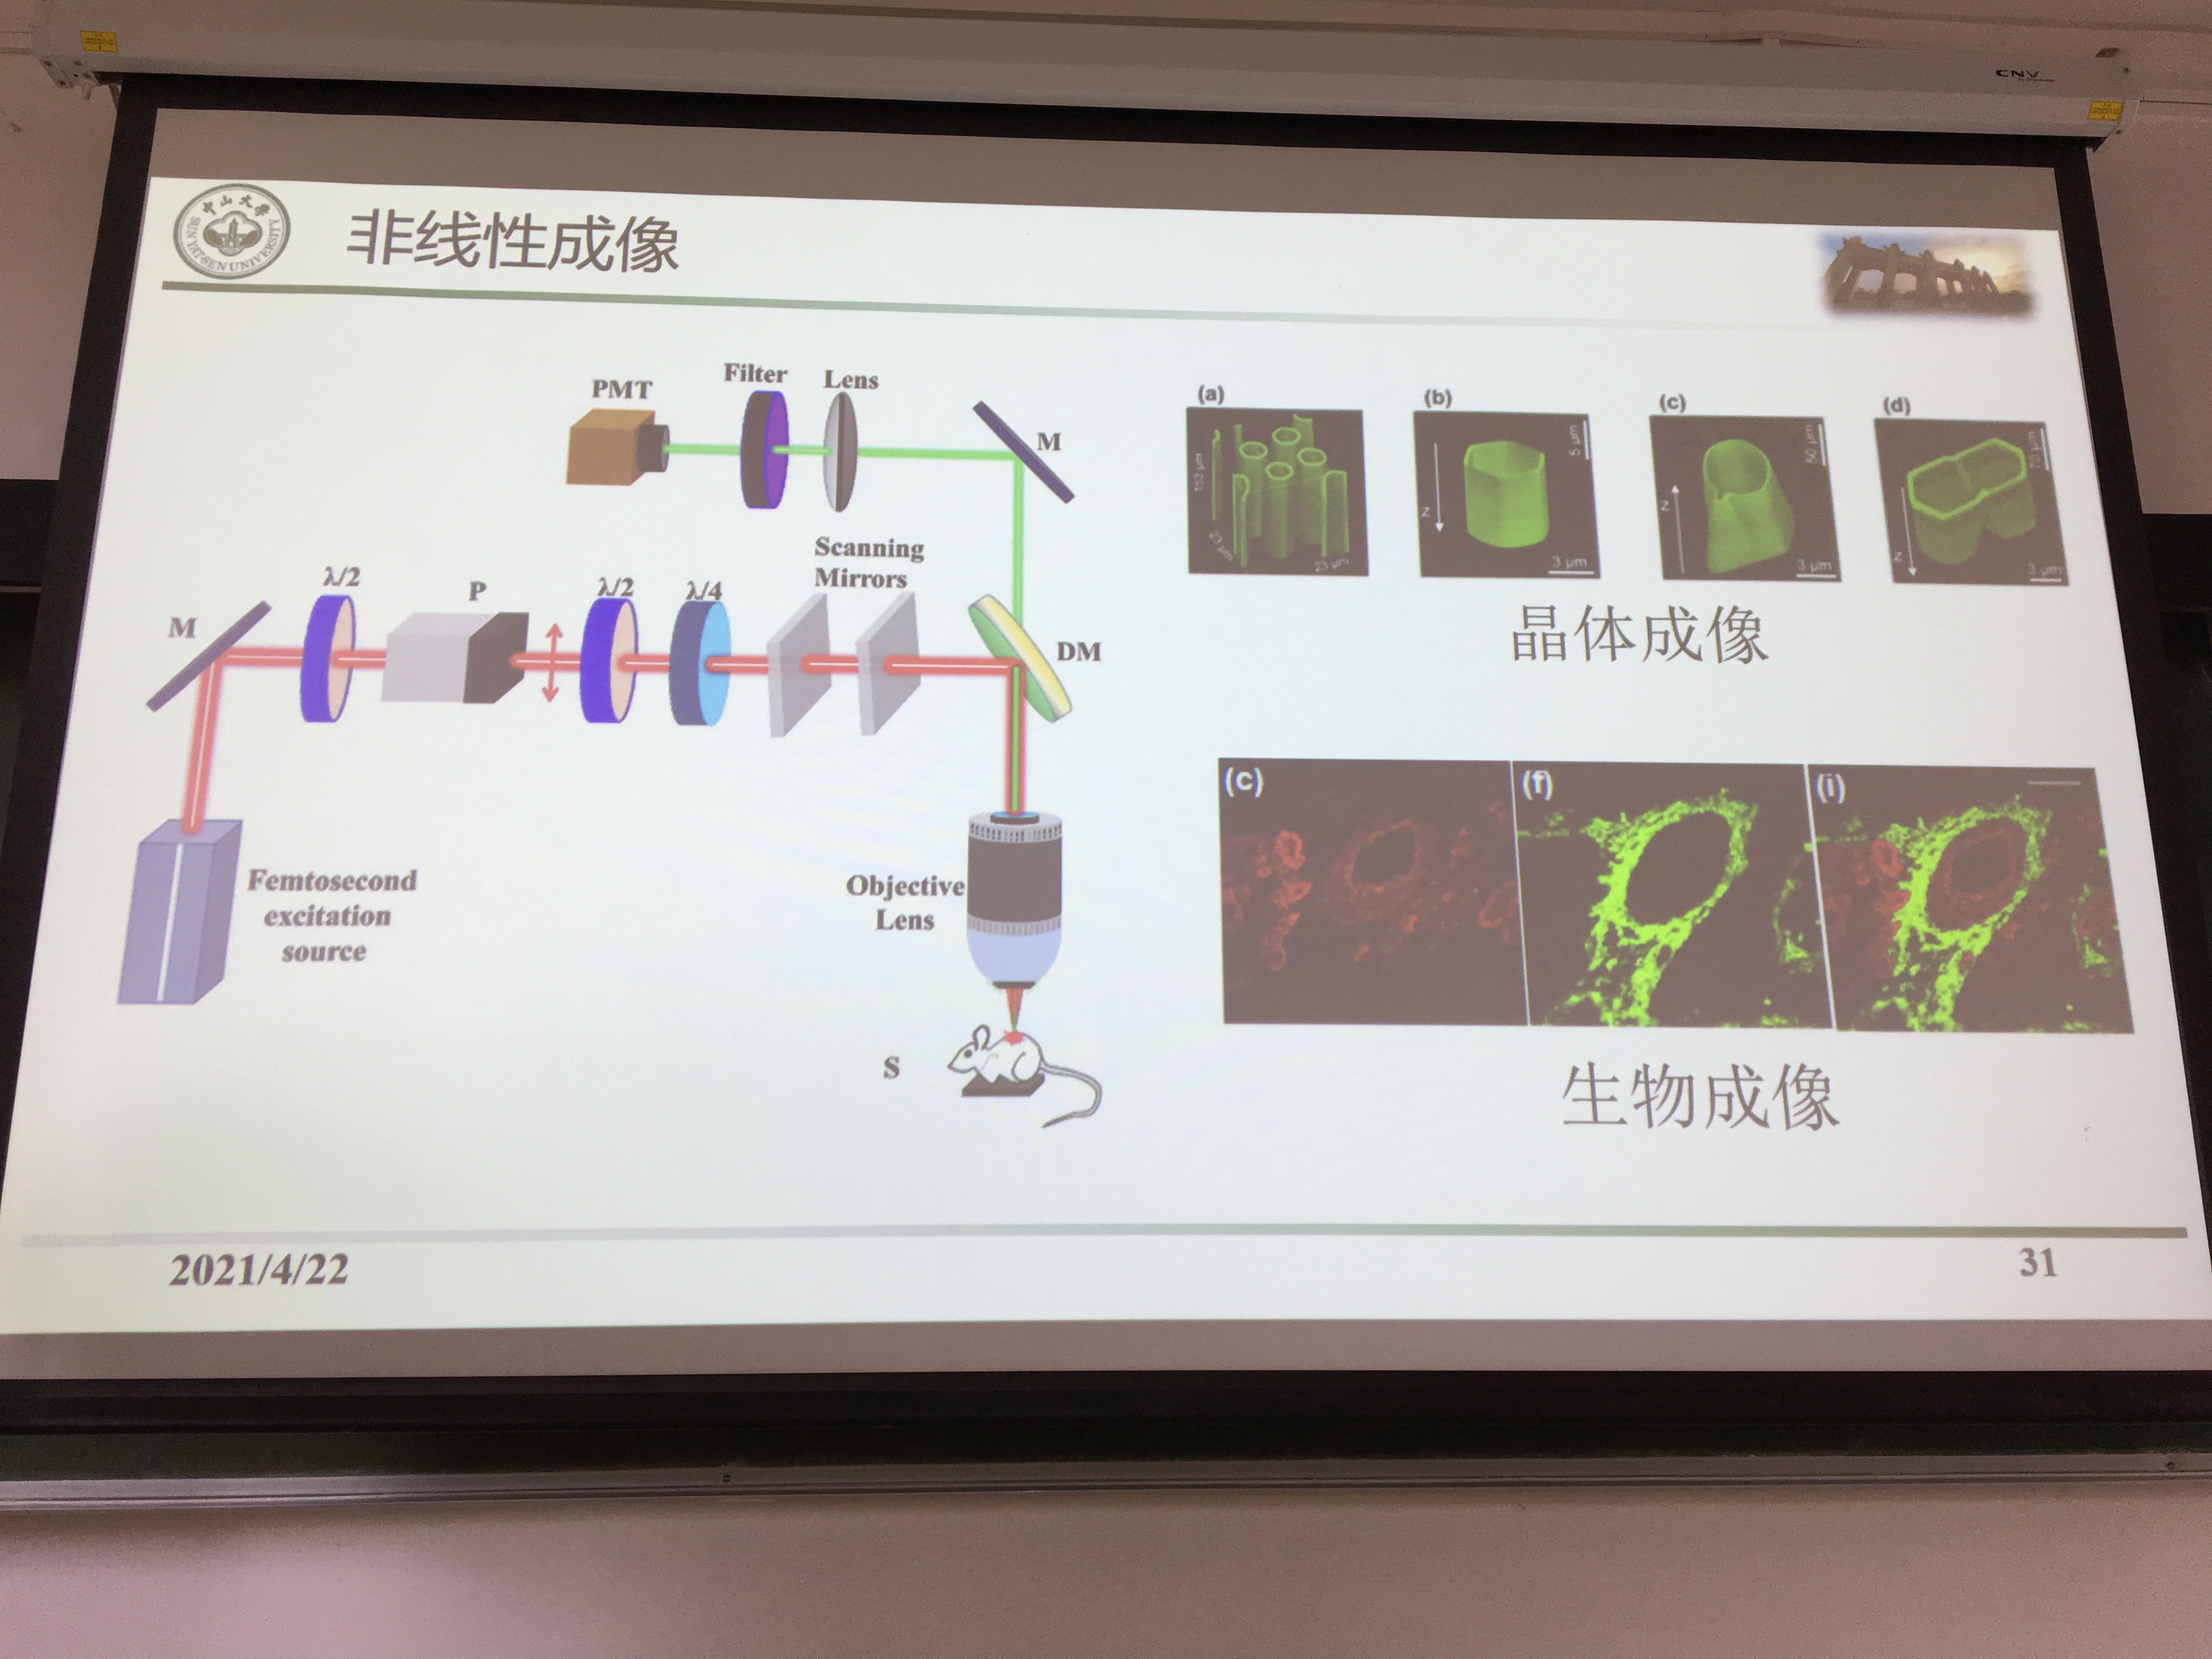 CNV
中山大学
SUN YAT-SEN UNIVERSITY
非线性成像
PMT
Filter
Lens
M
Scanning
Mirrors
M
λ/2
P
λ/2
λ/4
DM
Femtosecond
excitation
source
Objective
Lens
S
(a)
153 µm
23 µm
23 µm
(b)
5 µm
z
3 µm
(c)
50 µm
z
3 µm
(d)
70 µm
z
3 µm
晶体成像
(c)
(f)
(i)
生物成像
2021/4/22
31